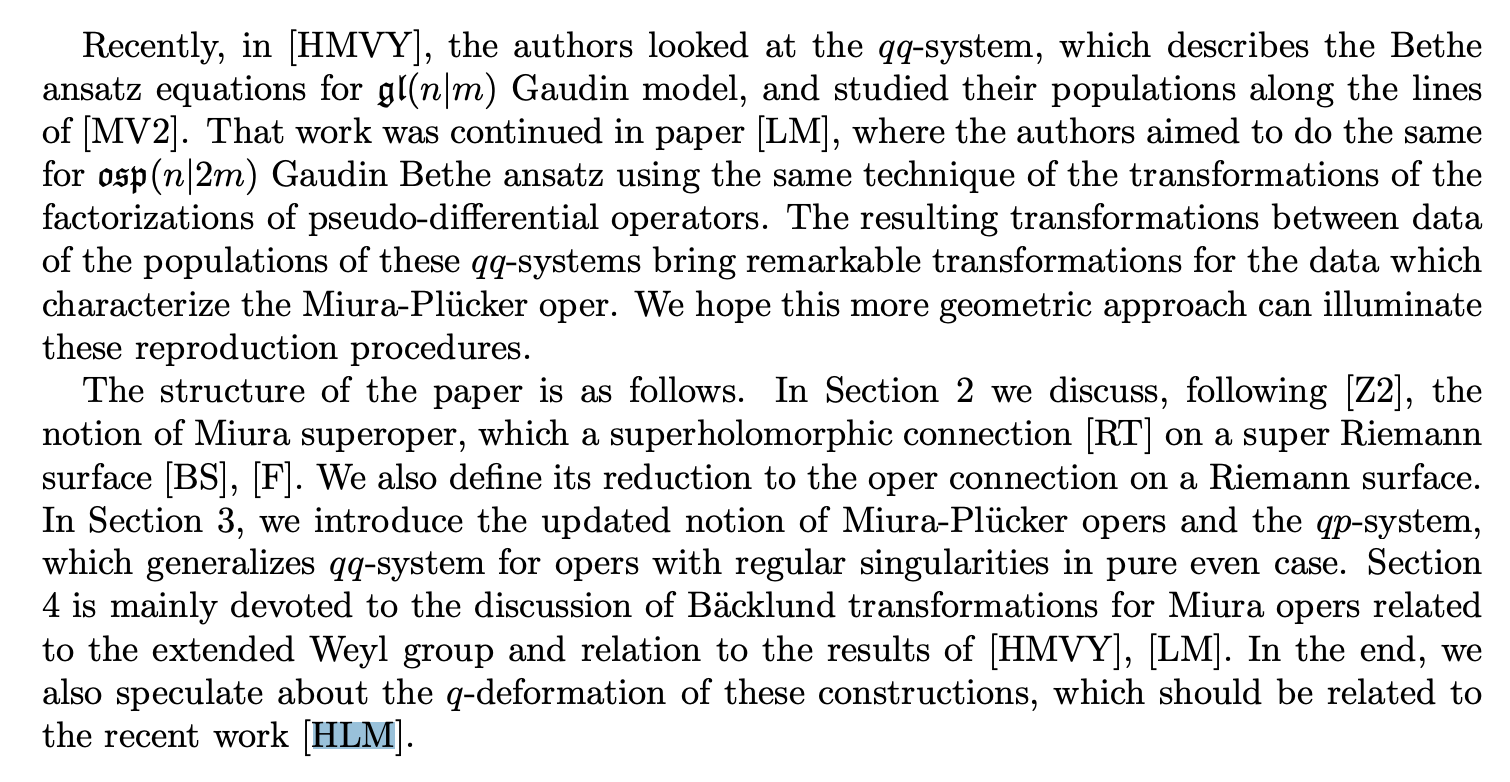 Recently, in [HMVY], the authors looked at the qq-system, which describes the Bethe
ansatz equations for 𝔤𝔩(n|m) Gaudin model, and studied their populations along the lines
of [MV2]. That work was continued in paper [LM], where the authors aimed to do the same
for 𝔬𝔰𝔭(n|2m) Gaudin Bethe ansatz using the same technique of the transformations of the
factorizations of pseudo-differential operators. The resulting transformations between data
of the populations of these qq-systems bring remarkable transformations for the data which
characterize the Miura-Plücker oper. We hope this more geometric approach can illuminate
these reproduction procedures.
The structure of the paper is as follows. In Section 2 we discuss, following [Z2], the
notion of Miura superoper, which a superholomorphic connection [RT] on a super Riemann
surface [BS], [F]. We also define its reduction to the oper connection on a Riemann surface.
In Section 3, we introduce the updated notion of Miura-Plücker opers and the qp-system,
which generalizes qq-system for opers with regular singularities in pure even case. Section
4 is mainly devoted to the discussion of Bäcklund transformations for Miura opers related
to the extended Weyl group and relation to the results of [HMVY], [LM]. In the end, we
also speculate about the q-deformation of these constructions, which should be related to
the recent work [HLM].